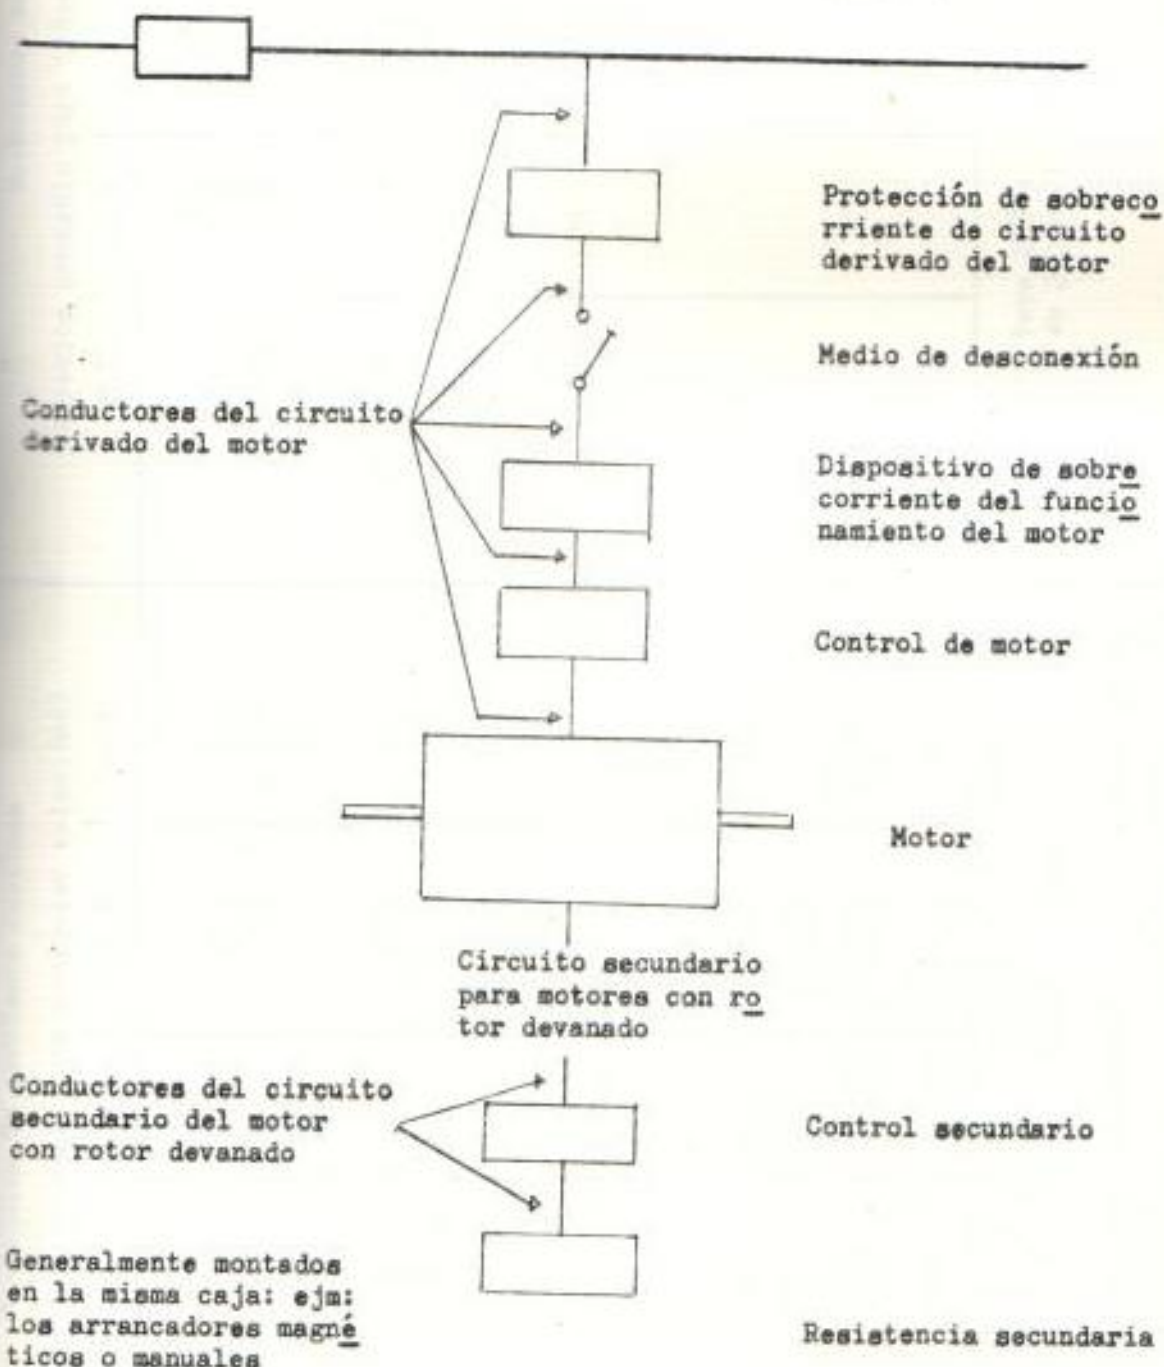 Protección de sobreco
rriente de circuito
derivado del motor
Medio de desconexión
Conductores del circuito
derivado del motor
Dispositivo de sobre
corriente del funcio
namiento del motor
Control de motor
Motor
Circuito secundario
para motores con ro
tor devanado
Conductores del circuito
secundario del motor
con rotor devanado
Control secundario
Generalmente montados
en la misma caja: ejm:
los arrancadores magné
ticos o manuales
Resistencia secundaria